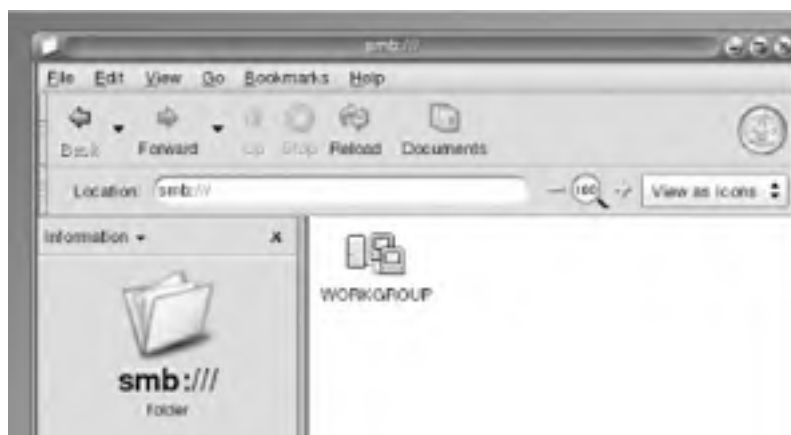 smb:///
File Edit View Go Bookmarks Help
Back Forward Up Stop Reload Documents
Location: smb:///
100
View as Icons
Information
WORKGROUP
smb:///
Folder